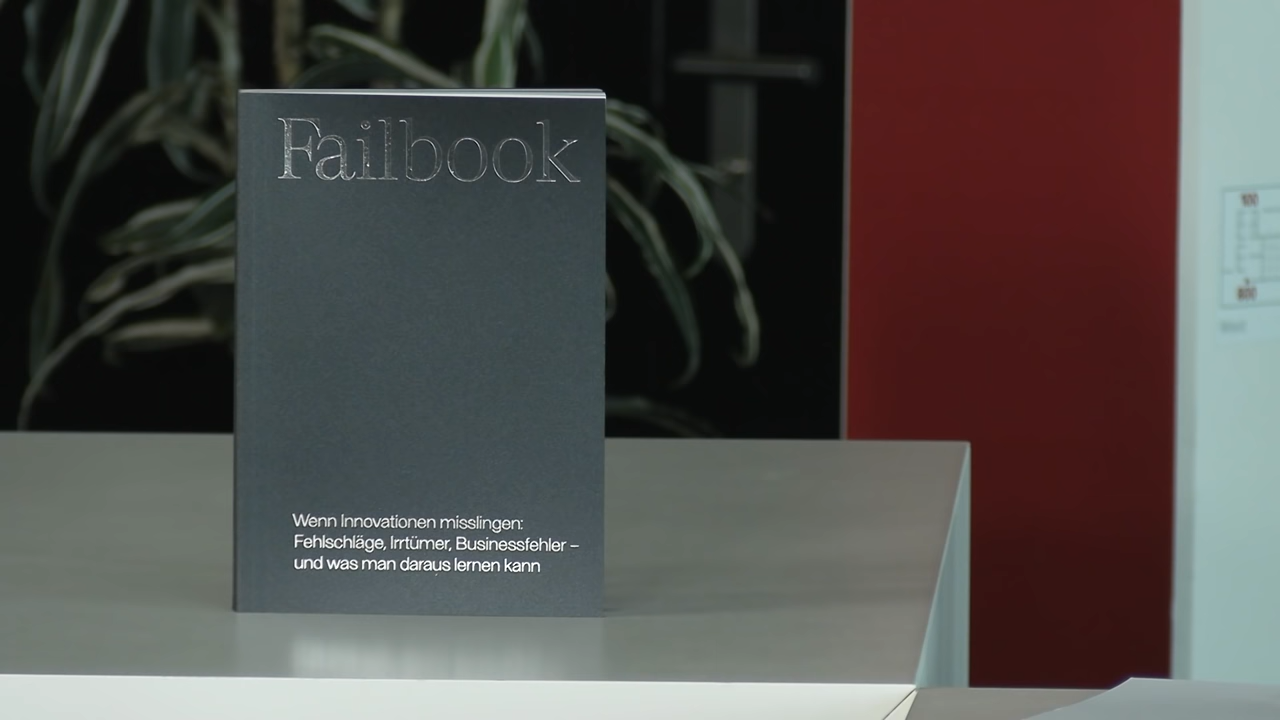 Failbook
Wenn Innovationen misslingen:
Fehlschläge, Irrtümer, Businessfehler –
und was man daraus lernen kann